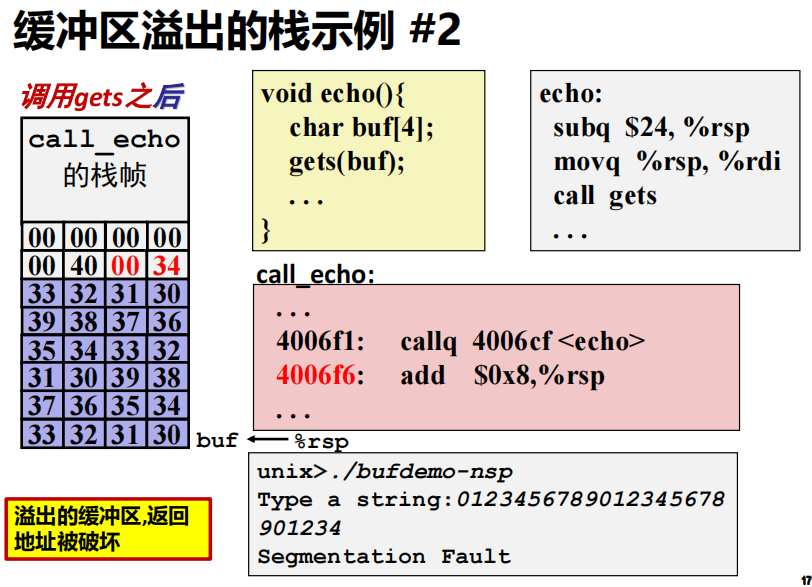 缓冲区溢出的栈示例 #2
调用gets之后
call_echo
的栈帧
00 00 00 00
00 40 00 34
33 32 31 30
39 38 37 36
35 34 33 32
31 30 39 38
37 36 35 34
33 32 31 30
buf
%rsp
void echo(){
char buf[4];
gets(buf);
. . .
}
echo:
subq $24, %rsp
movq %rsp, %rdi
call gets
. . .
call_echo:
. . .
4006f1: callq 4006cf <echo>
4006f6: add $0x8,%rsp
. . .
unix>./bufdemo-nsp
Type a string:0123456789012345678
901234
Segmentation Fault
溢出的缓冲区,返回
地址被破坏